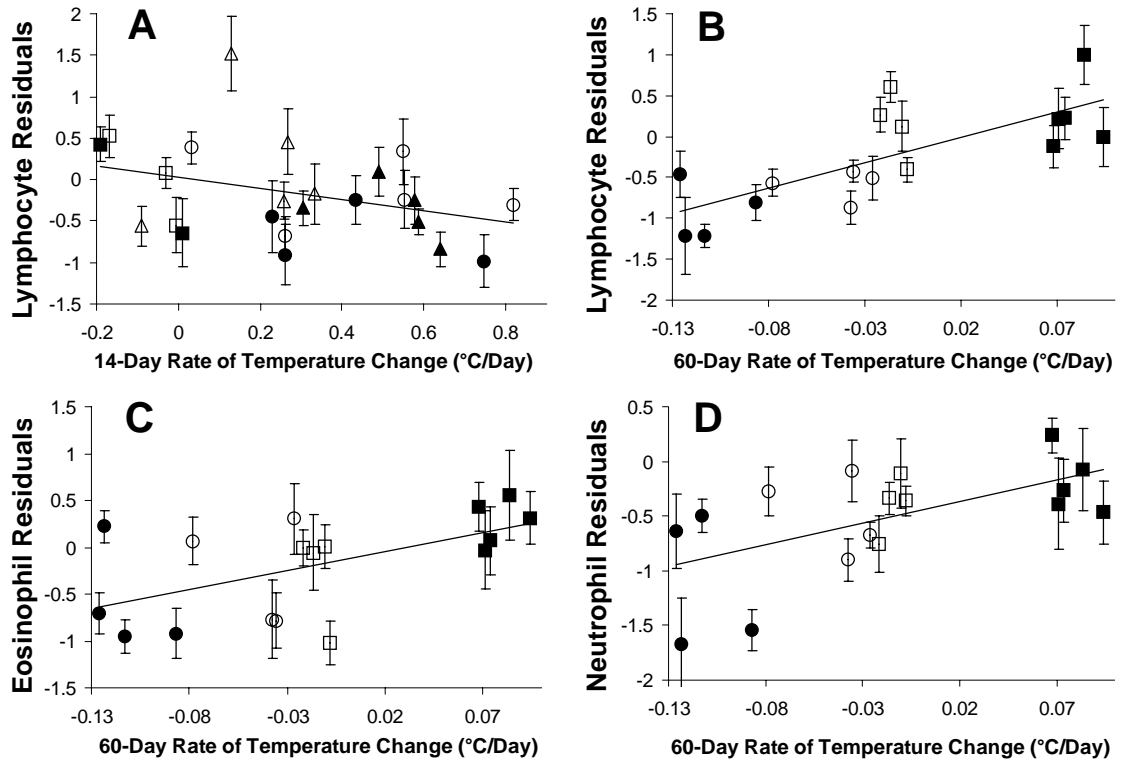 A
Lymphocyte Residuals
2
1.5
1
0.5
0
-0.5
-1
-1.5
-0.2 0 0.2 0.4 0.6 0.8
14-Day Rate of Temperature Change (°C/Day)
B
Lymphocyte Residuals
1.5
1
0.5
0
-0.5
-1
-1.5
-2
-0.13 -0.08 -0.03 0.02 0.07
60-Day Rate of Temperature Change (°C/Day)
C
Eosinophil Residuals
1.5
1
0.5
0
-0.5
-1
-1.5
-0.13 -0.08 -0.03 0.02 0.07
60-Day Rate of Temperature Change (°C/Day)
D
Neutrophil Residuals
0.5
0
-0.5
-1
-1.5
-2
-0.13 -0.08 -0.03 0.02 0.07
60-Day Rate of Temperature Change (°C/Day)